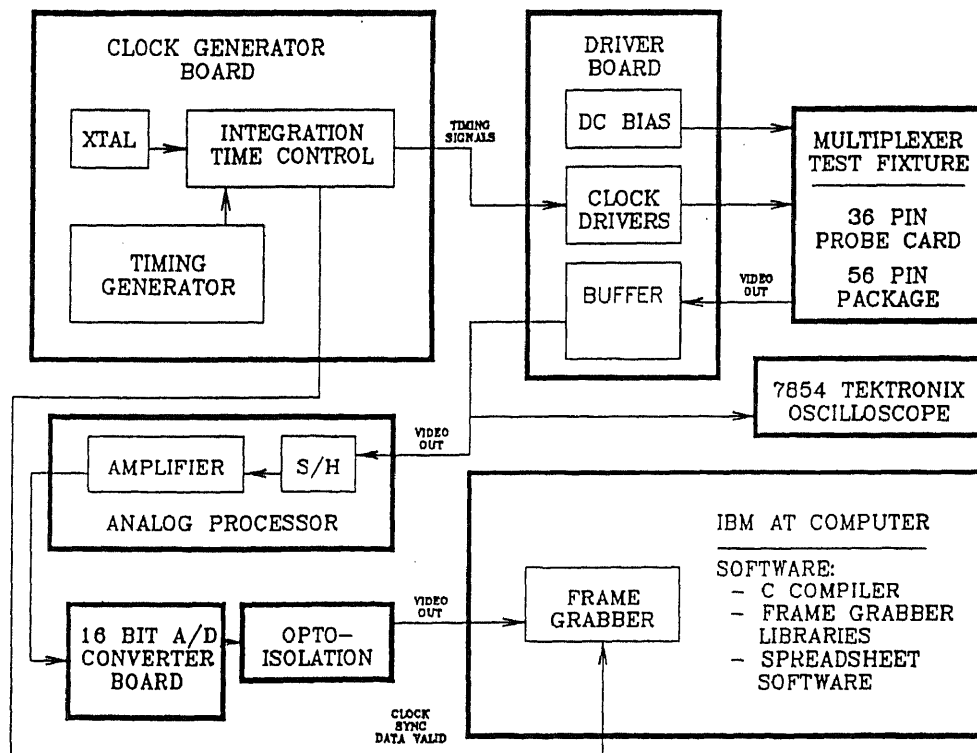 CLOCK GENERATOR
BOARD
XTAL
INTEGRATION
TIME CONTROL
TIMING
GENERATOR
TIMING
SIGNALS
DRIVER
BOARD
DC BIAS
CLOCK
DRIVERS
BUFFER
MULTIPLEXER
TEST FIXTURE
36 PIN
PROBE CARD
56 PIN
PACKAGE
VIDEO
OUT
7854 TEKTRONIX
OSCILLOSCOPE
VIDEO
OUT
AMPLIFIER
S/H
ANALOG PROCESSOR
16 BIT A/D
CONVERTER
BOARD
OPTO-
ISOLATION
VIDEO
OUT
FRAME
GRABBER
IBM AT COMPUTER
SOFTWARE:
- C COMPILER
- FRAME GRABBER
LIBRARIES
- SPREADSHEET
SOFTWARE
CLOCK
SYNC
DATA VALID